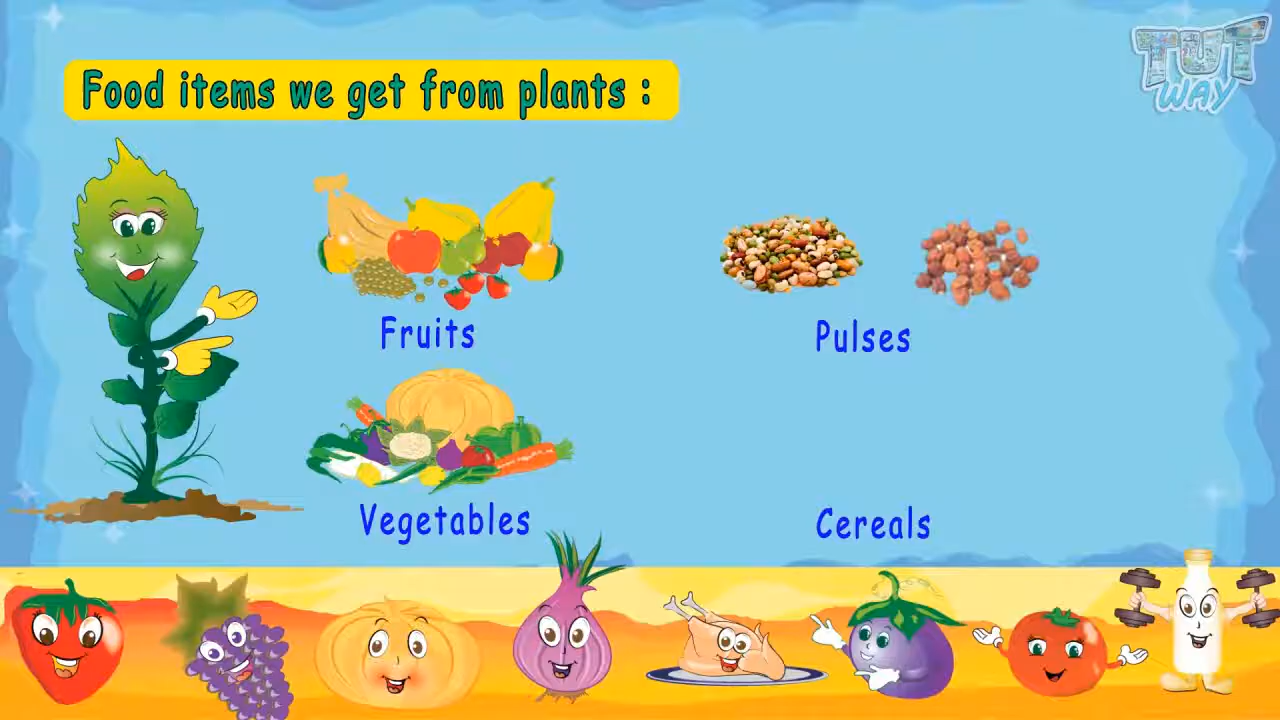 TUT
WAY
Food items we get from plants :
Fruits
Pulses
Vegetables
Cereals